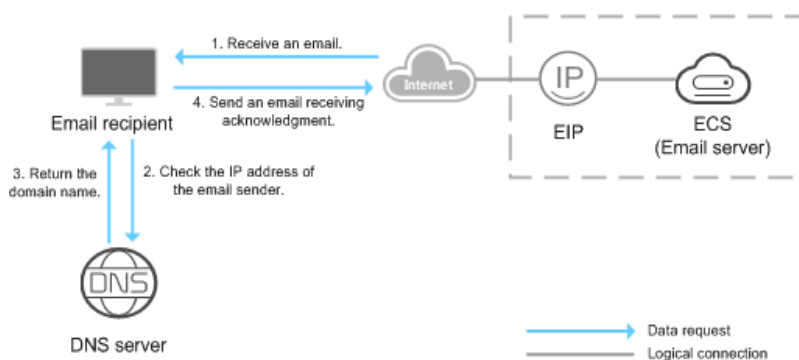 1. Receive an email.
Internet
4. Send an email receiving
acknowledgment.
Email recipient
IP
EIP
ECS
(Email server)
3. Return the
domain name.
2. Check the IP address of
the email sender.
DNS
DNS server
Data request
Logical connection